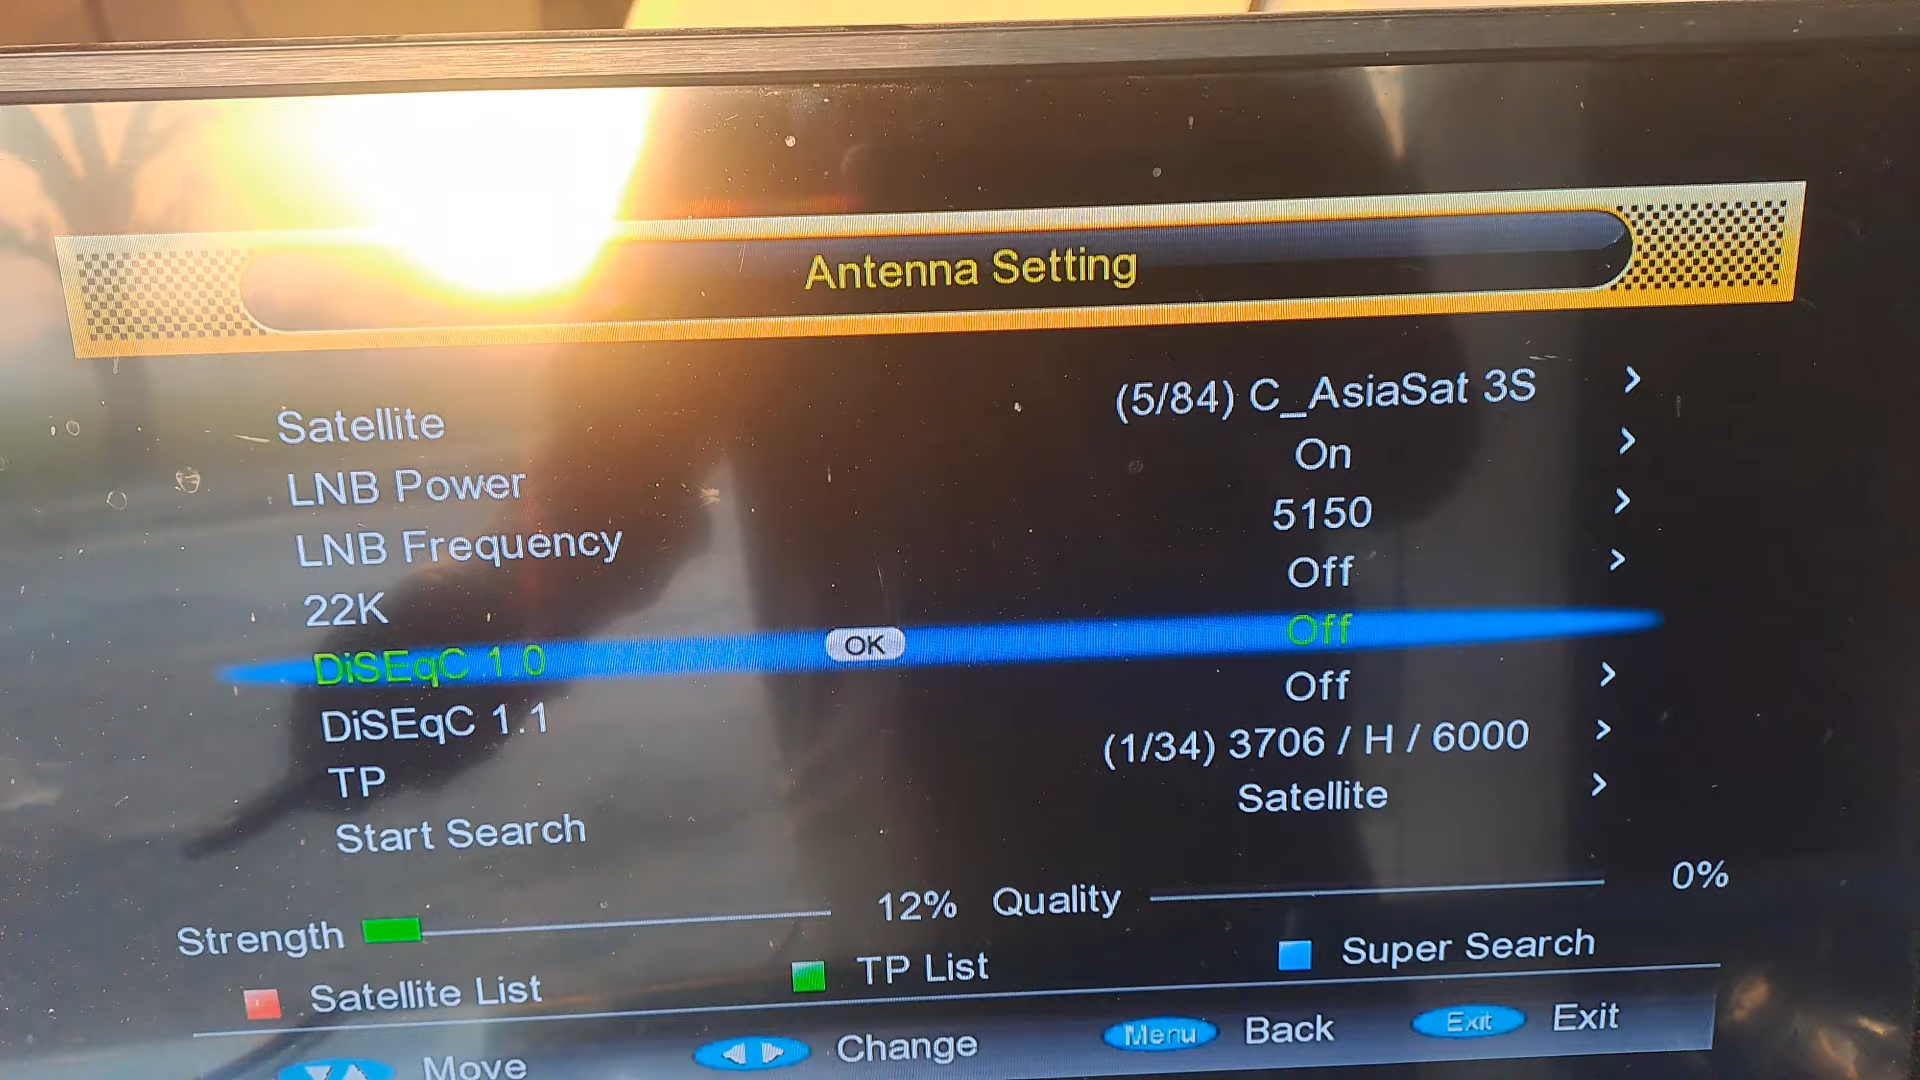 Antenna Setting
Satellite (5/84) C_AsiaSat 3S >
LNB Power On >
LNB Frequency 5150 >
22K Off >
DiSEqC 1.0 OK Off
DiSEqC 1.1 Off >
TP (1/34) 3706 / H / 6000 >
Start Search Satellite >
Strength 12% Quality 0%
Satellite List TP List Super Search
Move Change Menu Back Exit Exit